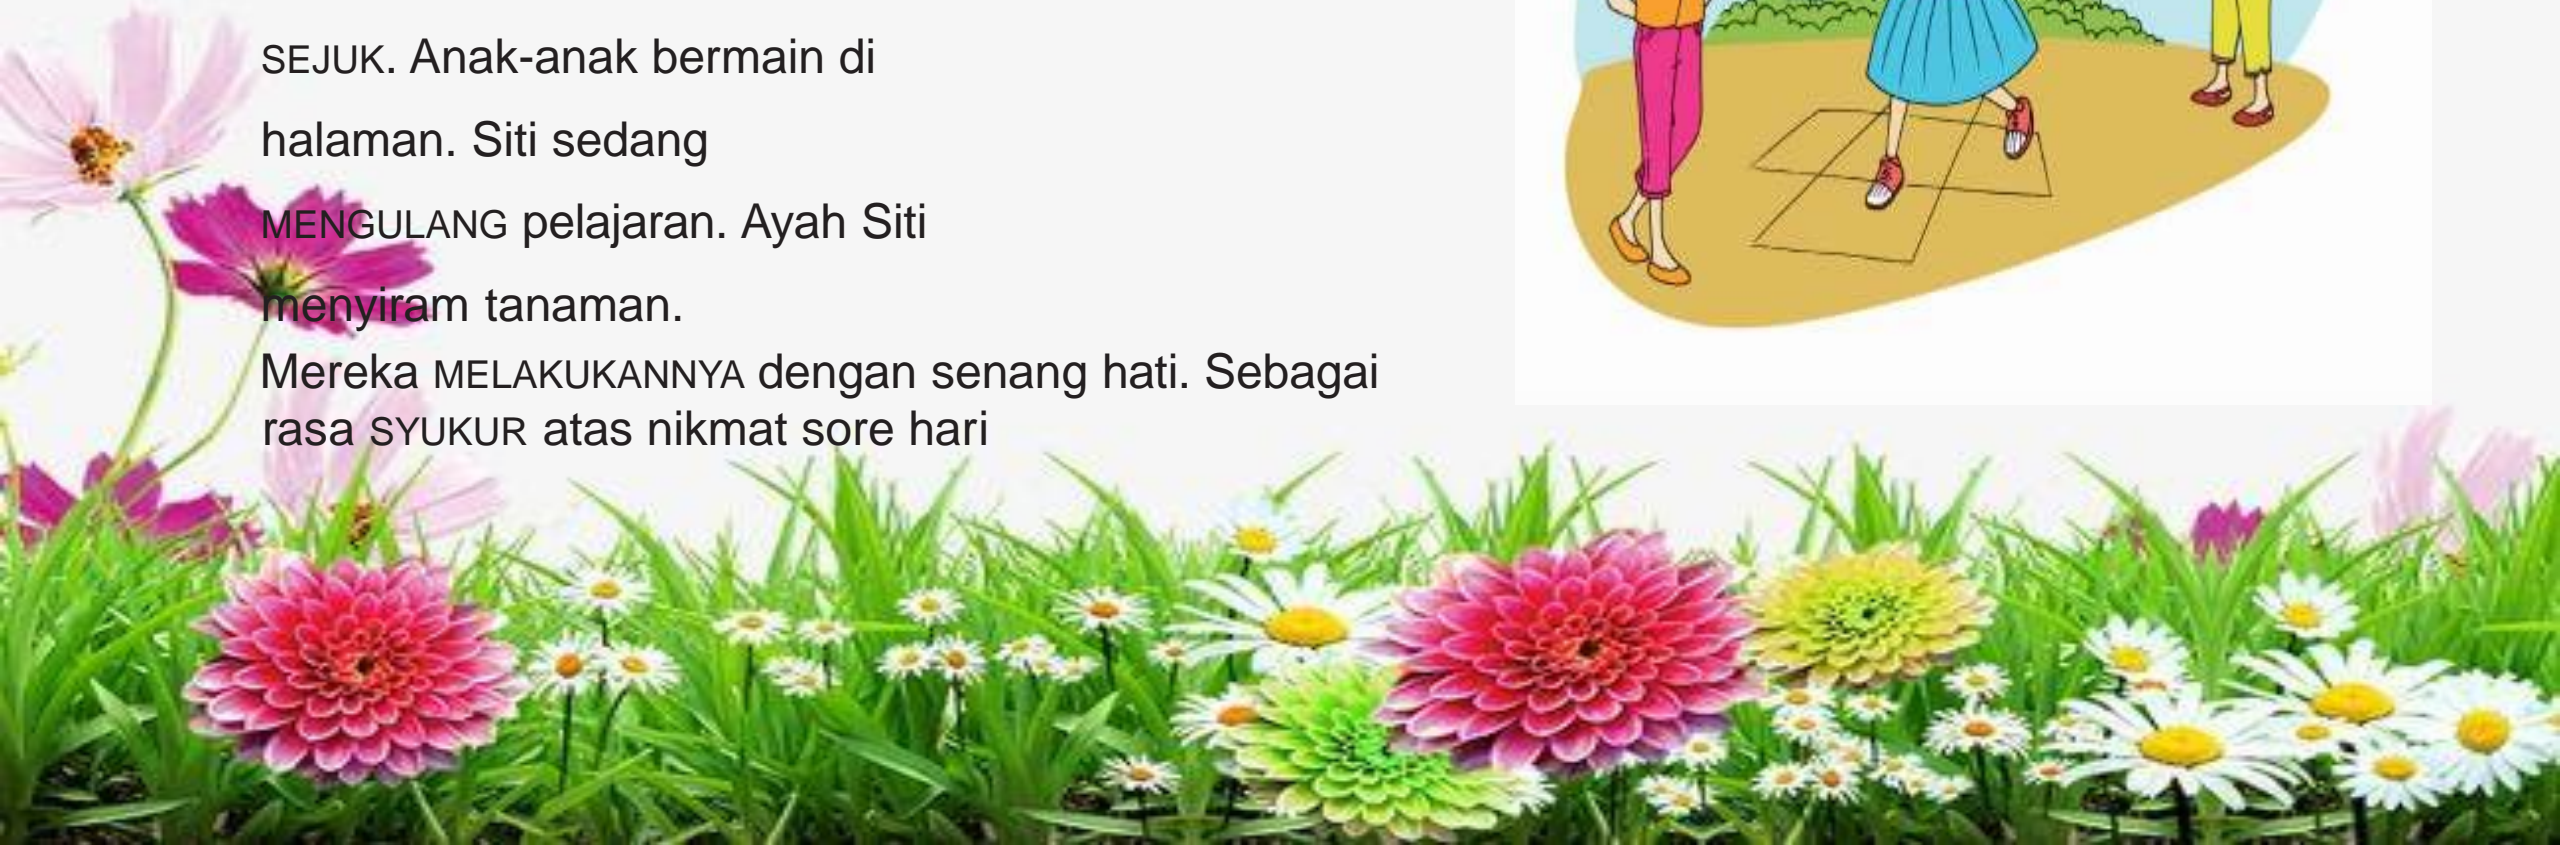 SEJUK. Anak-anak bermain di
halaman. Siti sedang
MENGULANG pelajaran. Ayah Siti
menyiram tanaman.
Mereka MELAKUKANNYA dengan senang hati. Sebagai
rasa SYUKUR atas nikmat sore hari